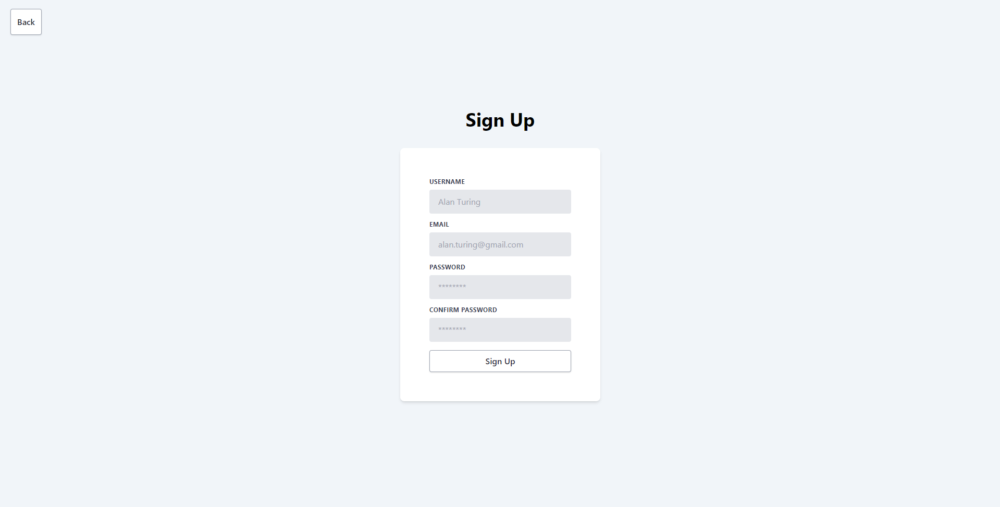 Back
Sign Up
USERNAME
Alan Turing
EMAIL
alan.turing@gmail.com
PASSWORD
********
CONFIRM PASSWORD
********
Sign Up